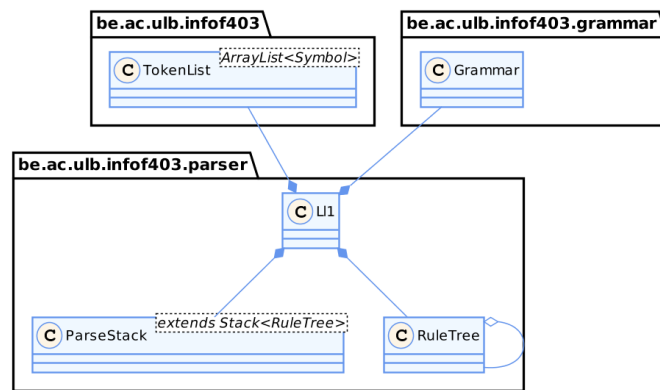 be.ac.ulb.infof403
be.ac.ulb.infof403.grammar
ArrayList<Symbol>
C TokenList
C Grammar
be.ac.ulb.infof403.parser
C Ll1
extends Stack<RuleTree>
C ParseStack
C RuleTree